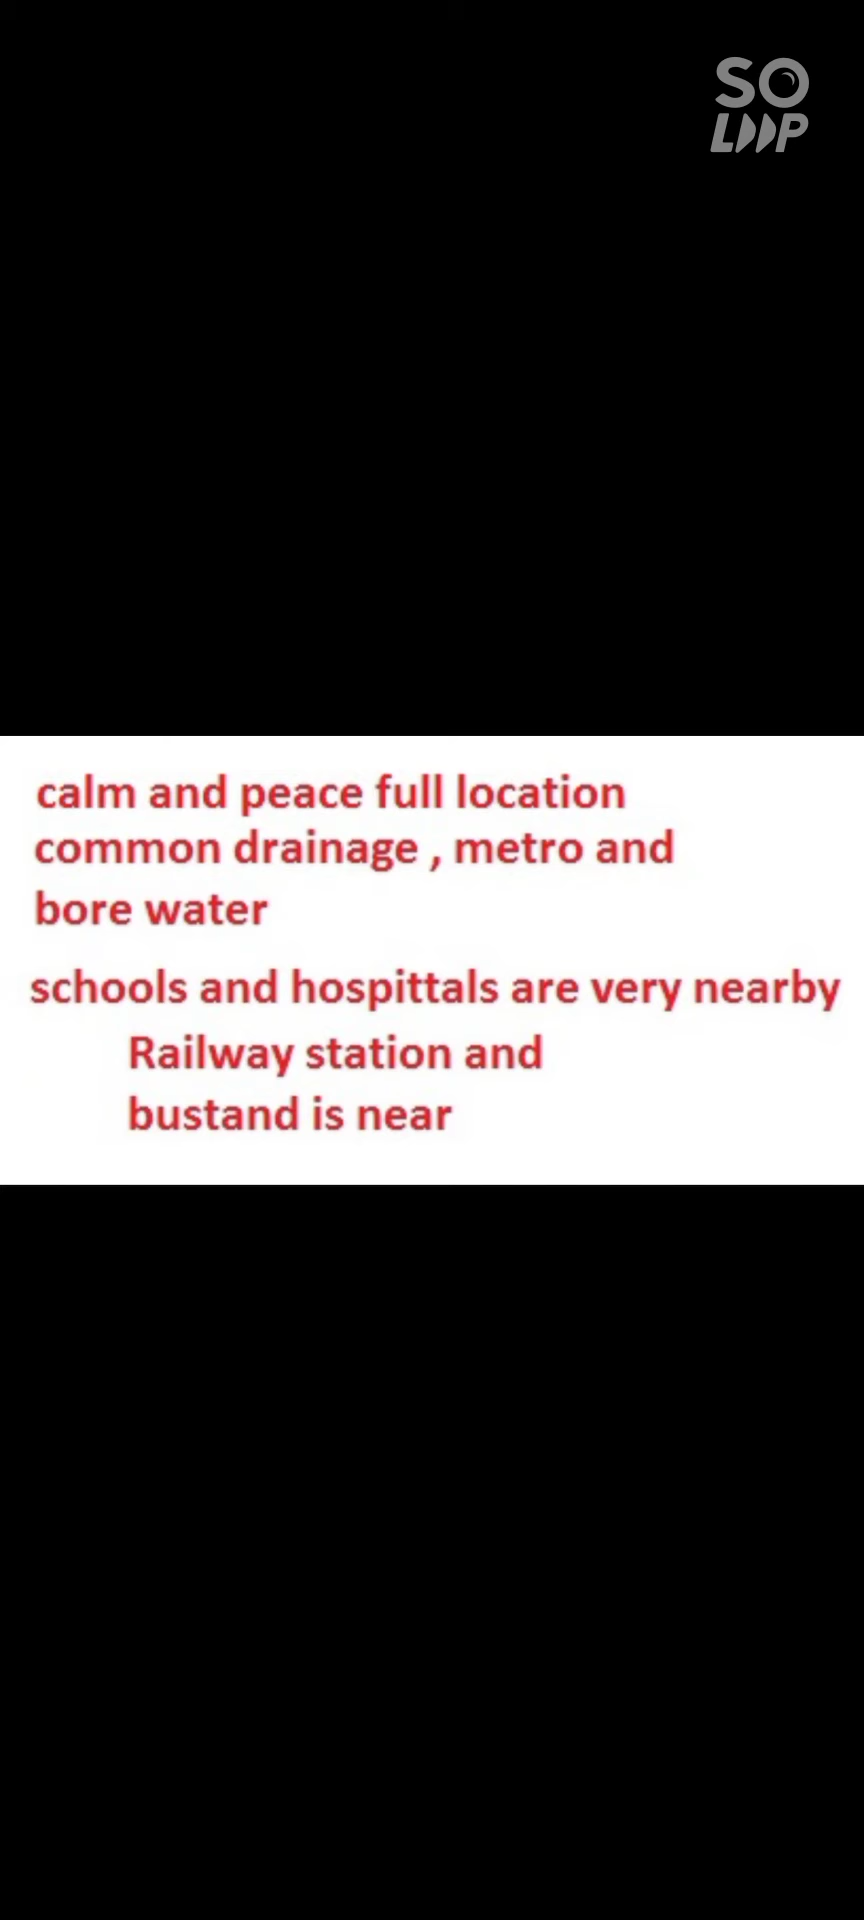 SO
LOOP
calm and peace full location
common drainage , metro and
bore water
schools and hospittals are very nearby
Railway station and
bustand is near